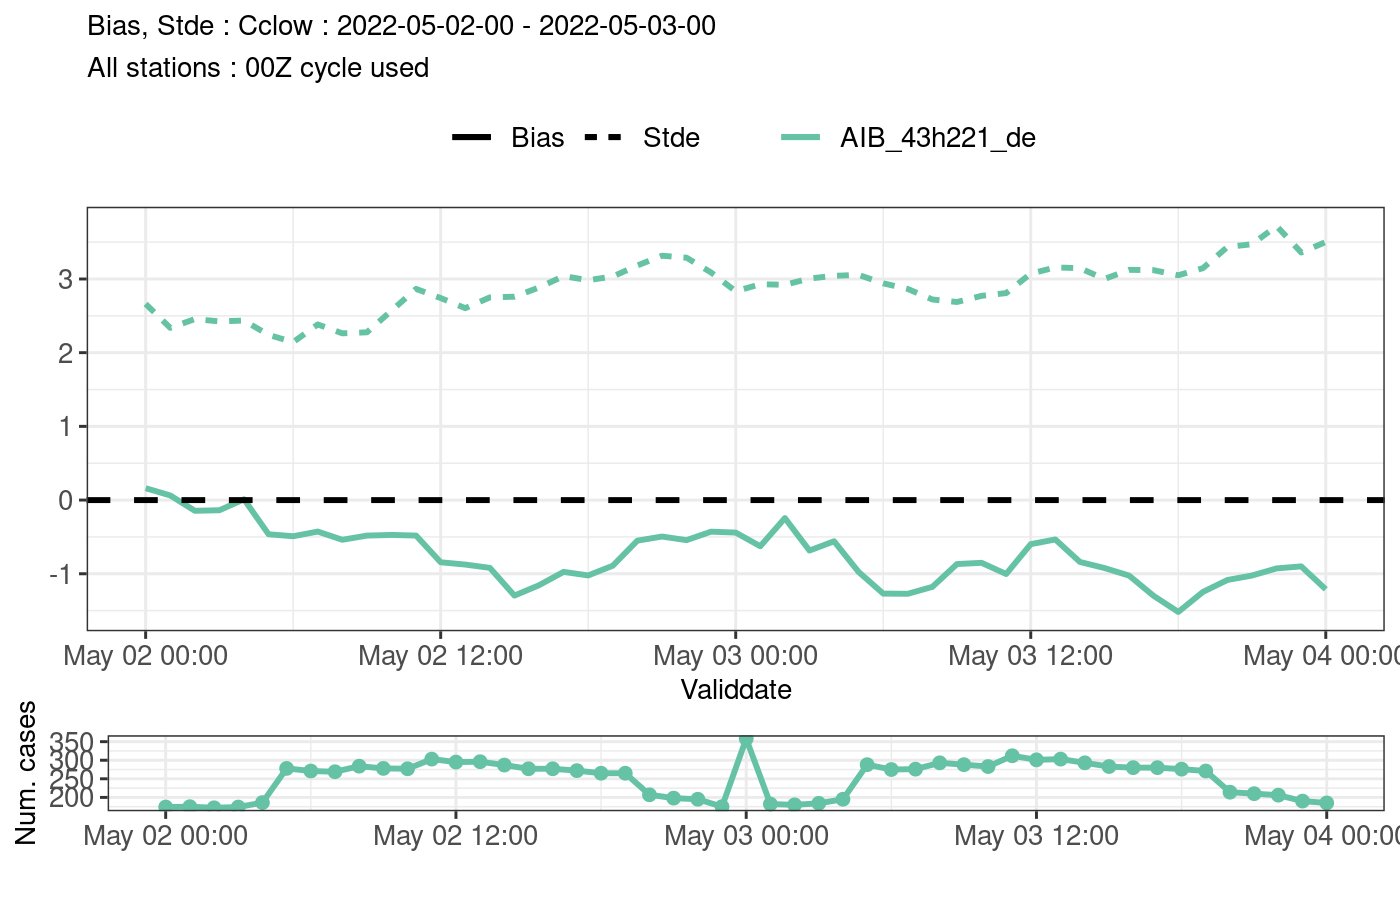 Bias, Stde : Cclow : 2022-05-02-00 - 2022-05-03-00
All stations : 00Z cycle used
Bias Stde AIB_43h221_de
3
2
1
0
-1
May 02 00:00 May 02 12:00 May 03 00:00 May 03 12:00 May 04 00:00
Validdate
Num. cases
350
300
250
200
May 02 00:00 May 02 12:00 May 03 00:00 May 03 12:00 May 04 00:00